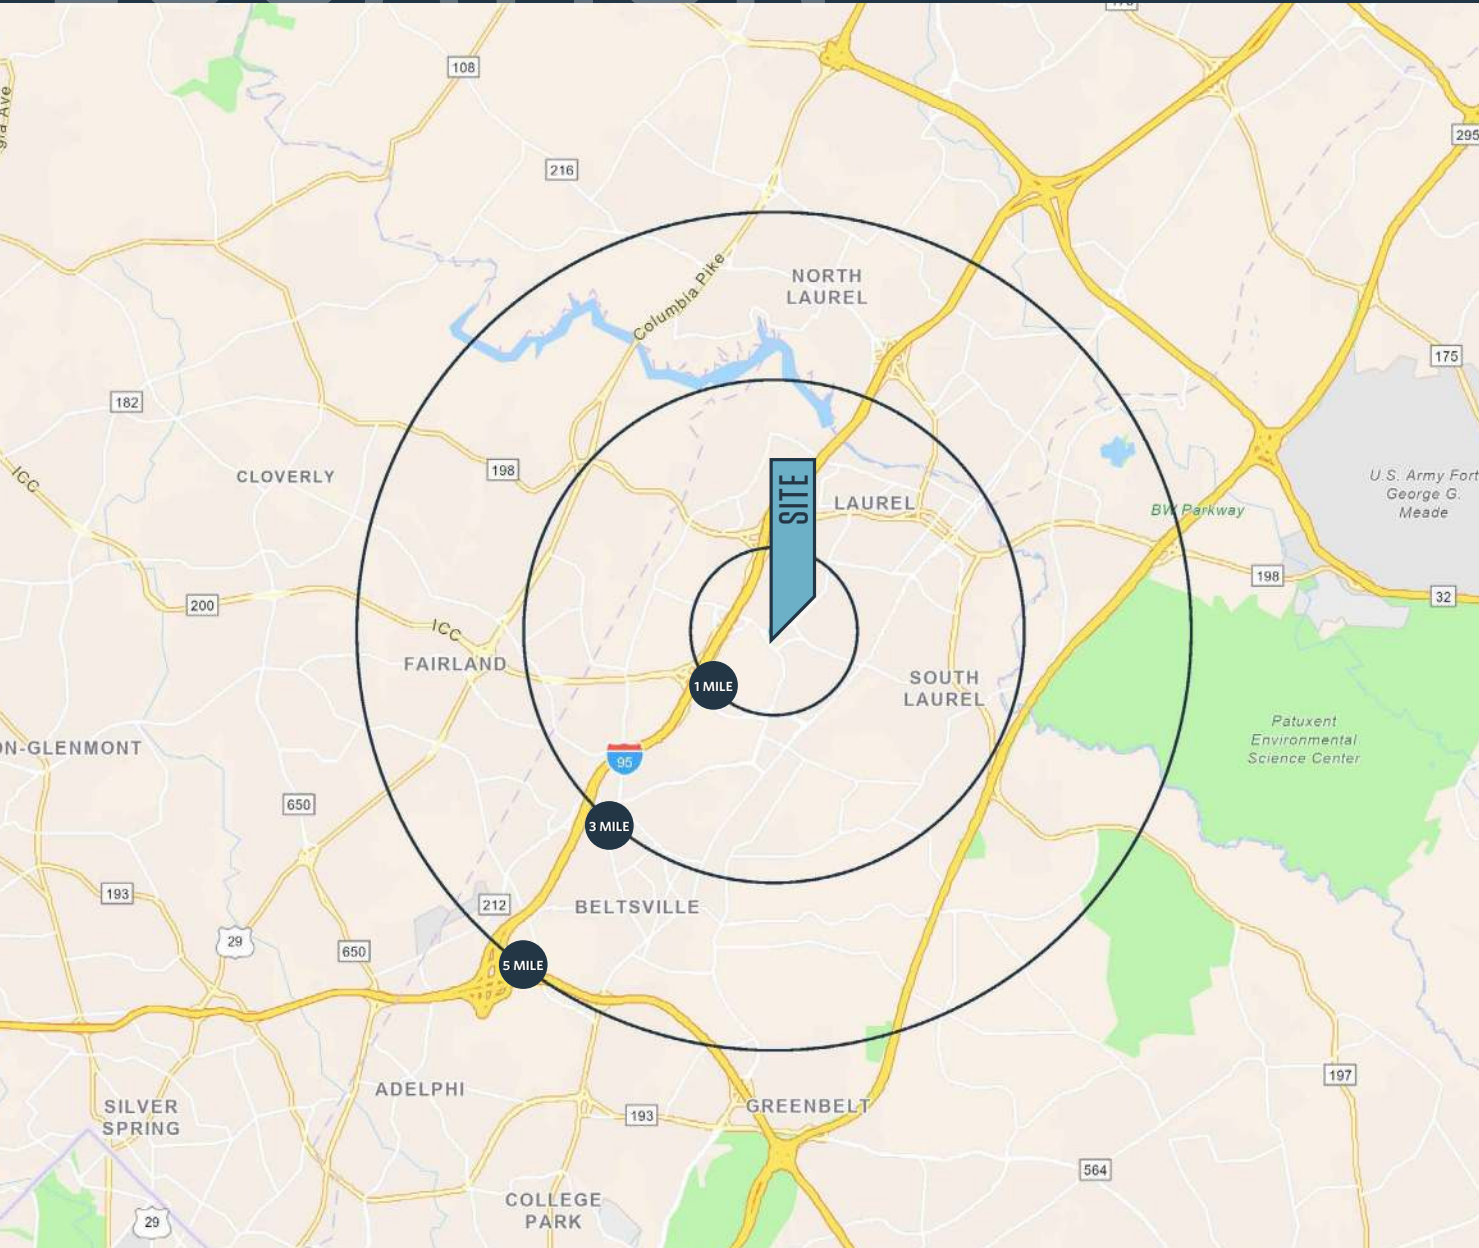 108
216
295
Columbia Pike
NORTH
LAUREL
175
182
198
CLOVERLY
ICC
SITE
LAUREL
BW Parkway
U.S. Army Fort
George G.
Meade
198
32
200
ICC
FAIRLAND
1 MILE
SOUTH
LAUREL
Patuxent
Environmental
Science Center
ON-GLENMONT
95
650
3 MILE
193
212
BELTSVILLE
29
650
5 MILE
ADELPHI
SILVER
SPRING
193
GREENBELT
197
564
COLLEGE
PARK
29